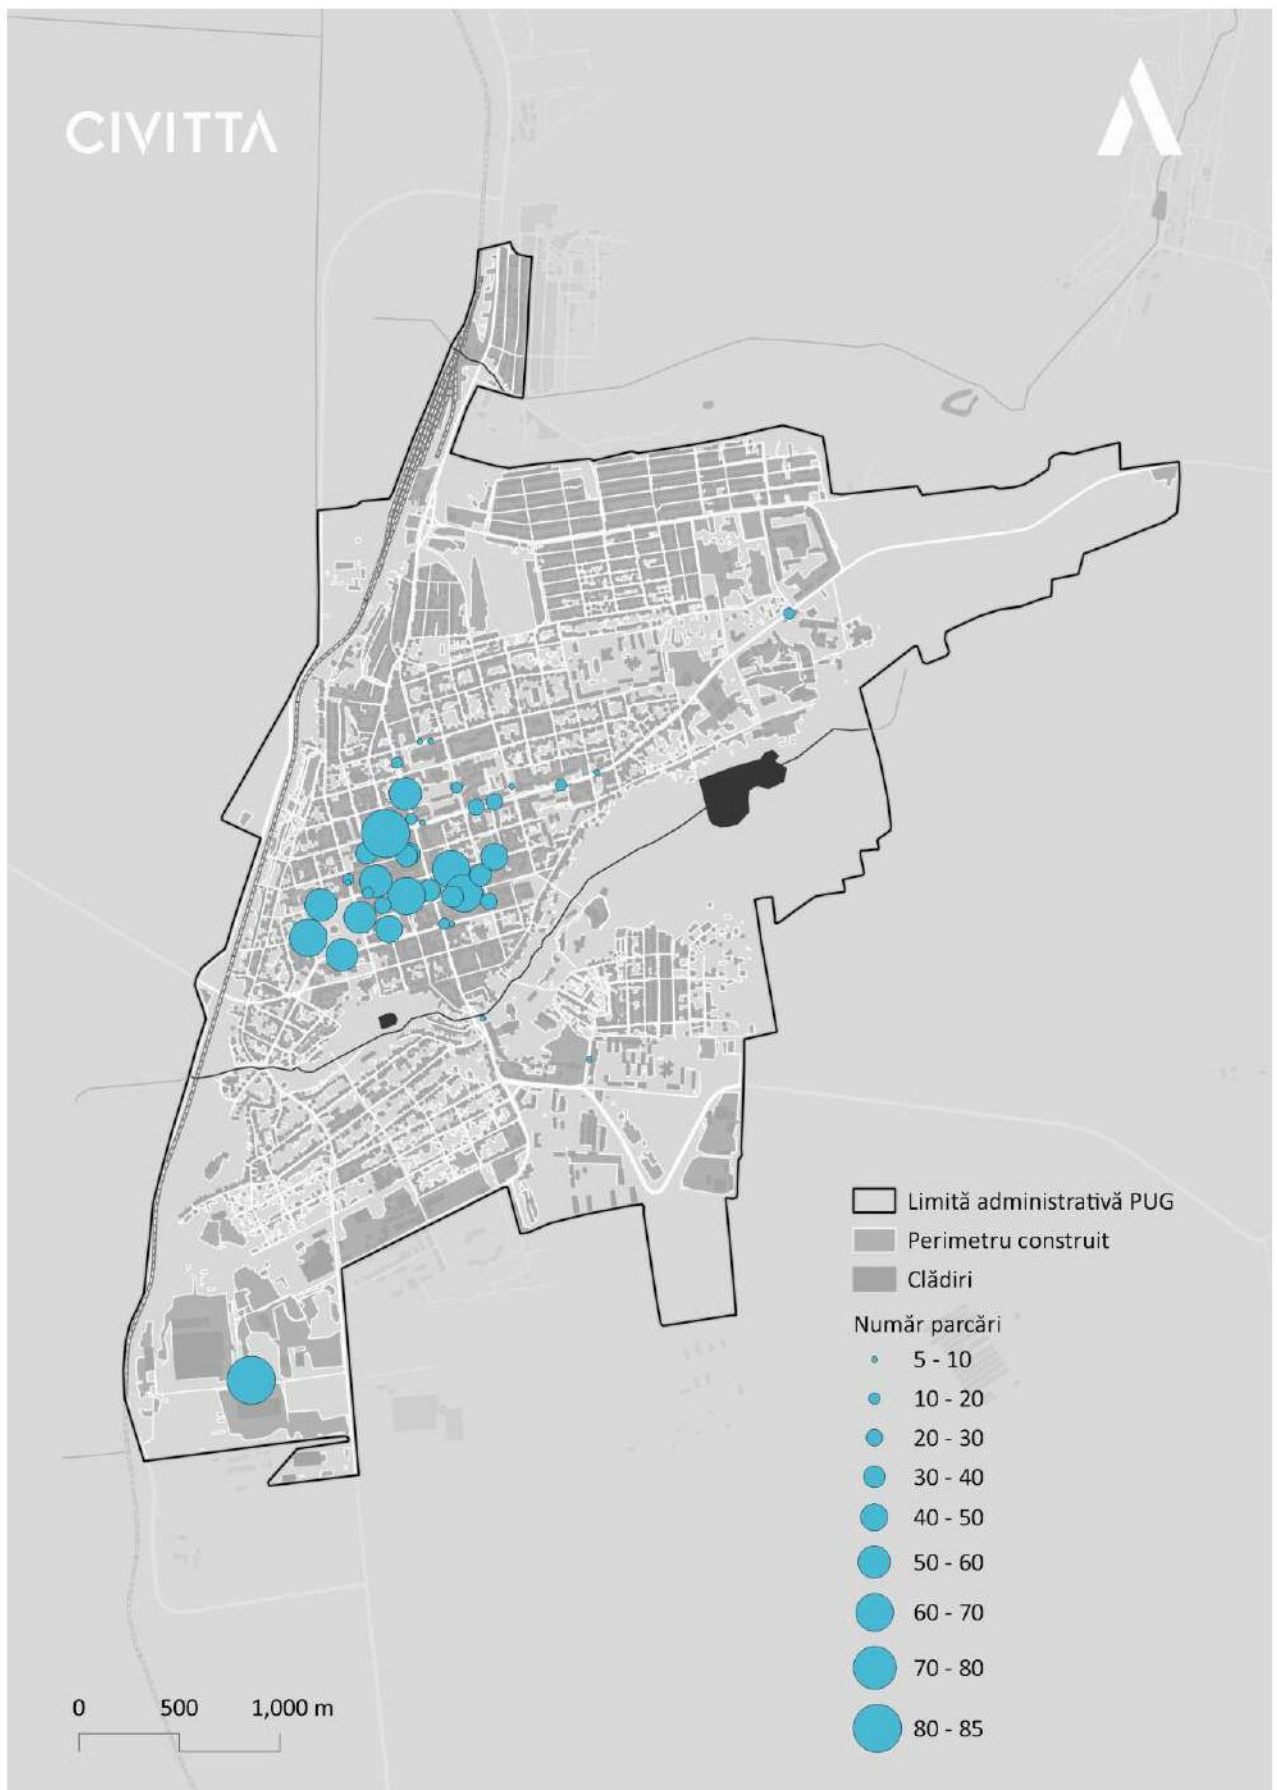 CIVITTA
Limită administrativă PUG
Perimetru construit
Clădiri
Număr parcări
5 - 10
10 - 20
20 - 30
30 - 40
40 - 50
50 - 60
60 - 70
70 - 80
80 - 85
0 500 1,000 m